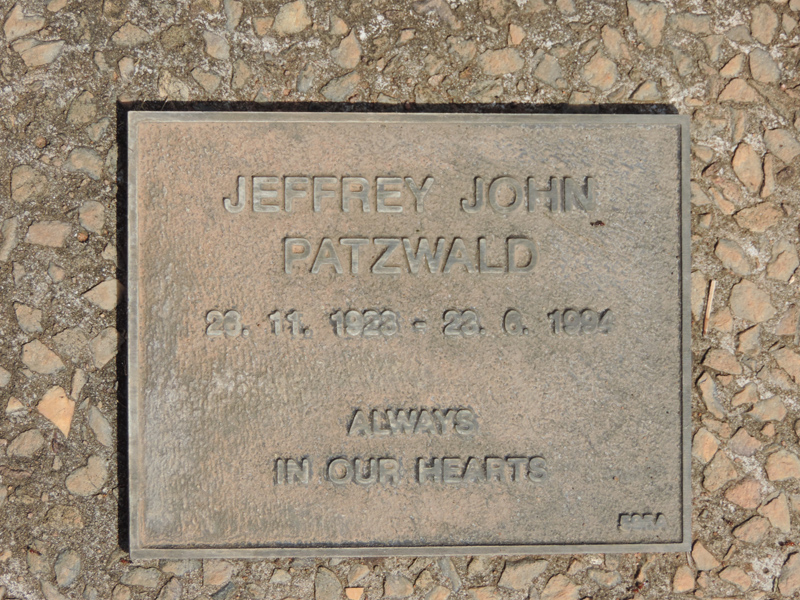 JEFFREY JOHN
PATZWALD
23. 11. 1923 - 23. 6. 1994
ALWAYS
IN OUR HEARTS